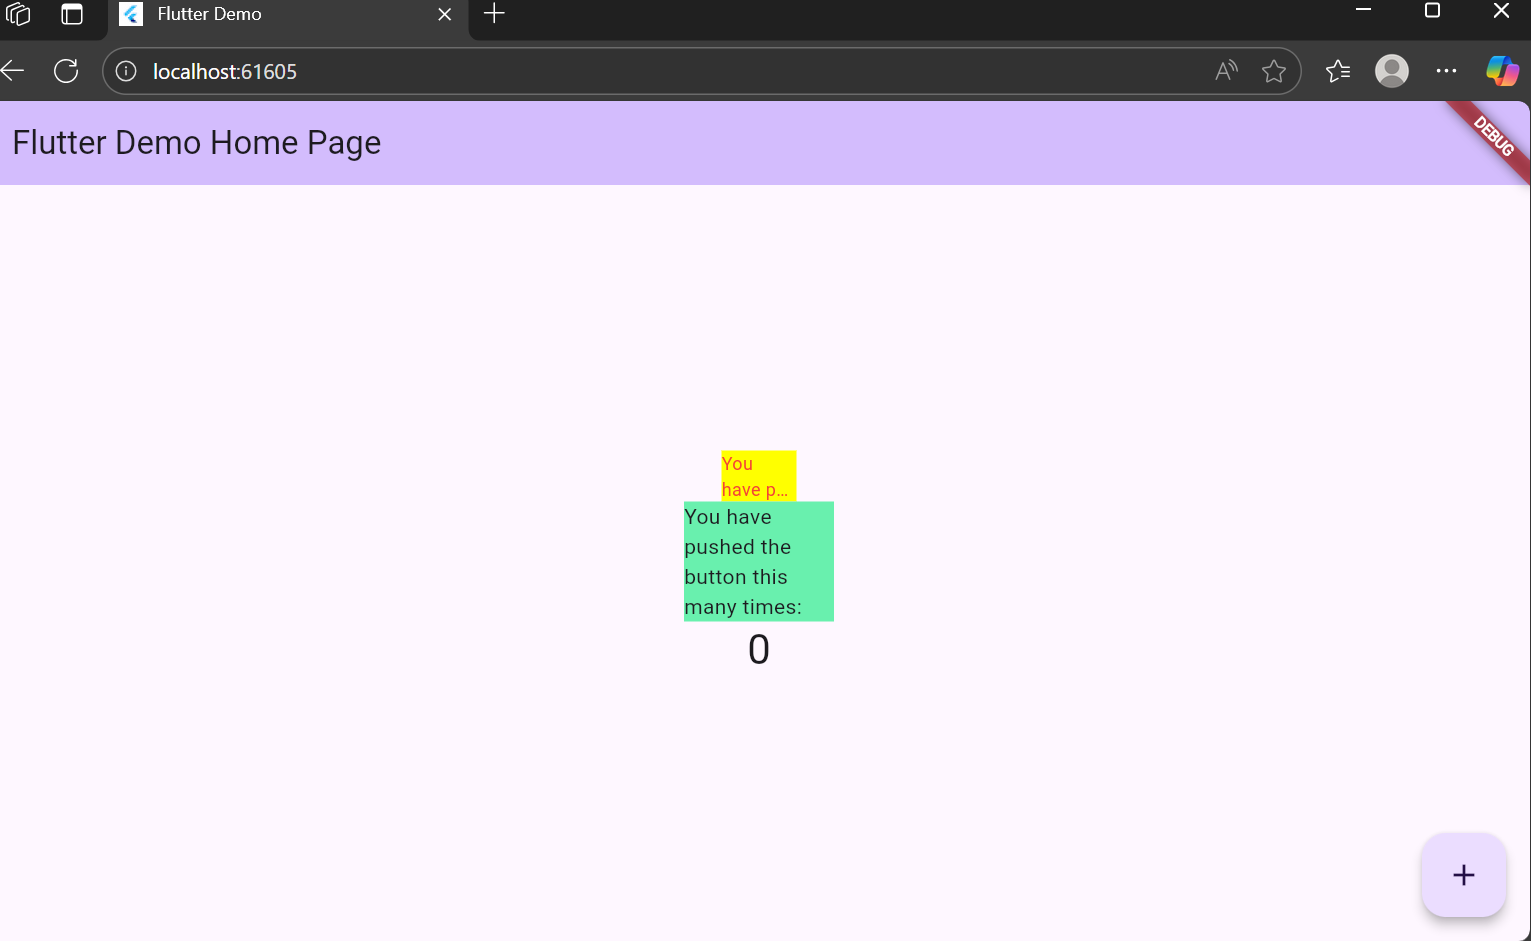 Flutter Demo
localhost:61605
Flutter Demo Home Page
DEBUG
You
have p…
You have
pushed the
button this
many times:
0